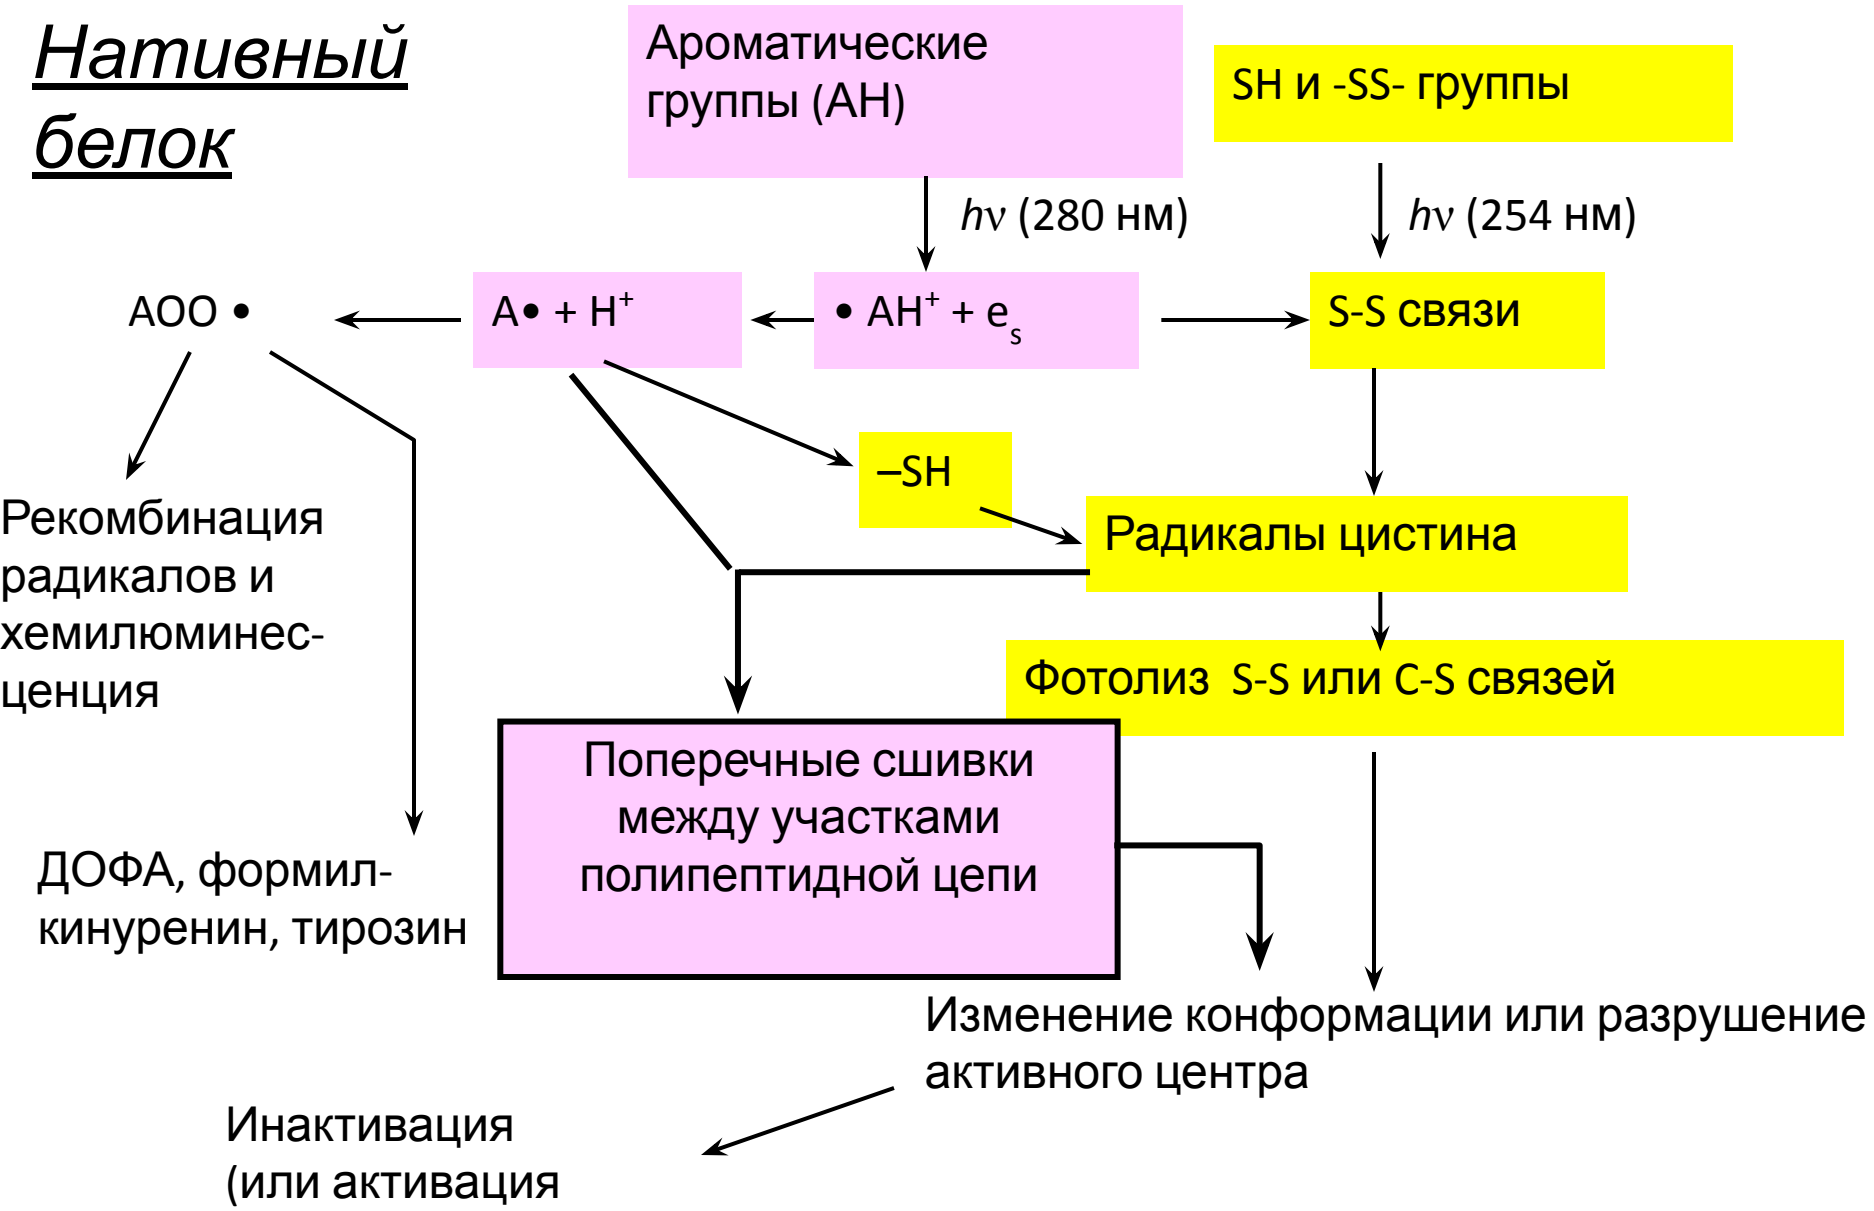 Нативный
белок
Ароматические
группы (АН)
SH и -SS- группы
hν (280 нм)
hν (254 нм)
АОО •
А• + Н⁺
• АН⁺ + eₛ
S-S связи
–SH
Радикалы цистина
Рекомбинация
радикалов и
хемилюминес-
ценция
Фотолиз S-S или C-S связей
Поперечные сшивки
между участками
полипептидной цепи
ДОФА, формил-
кинуренин, тирозин
Изменение конформации или разрушение
активного центра
Инактивация
(или активация